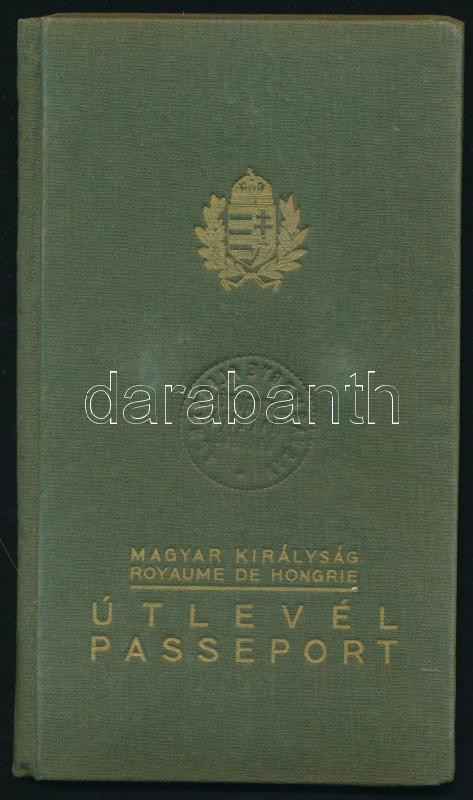 darabanth
MAGYAR KIRÁLYSÁG
ROYAUME DE HONGRIE
ÚTLEVÉL
PASSEPORT